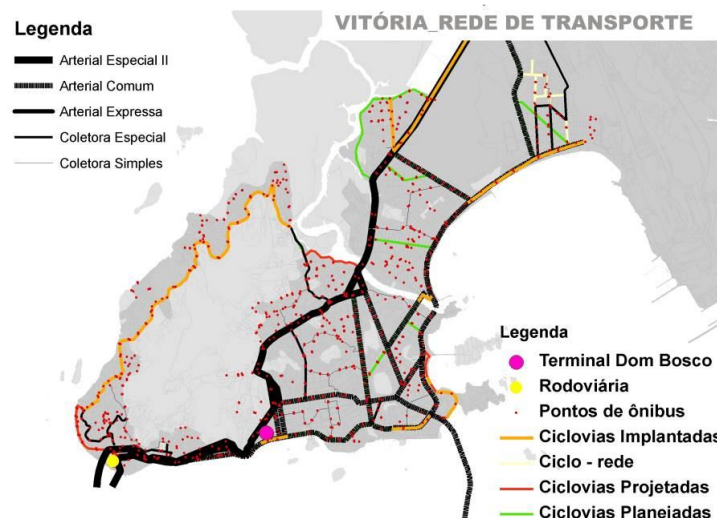 VITÓRIA_REDE DE TRANSPORTE
Legenda
Arterial Especial II
Arterial Comum
Arterial Expressa
Coletora Especial
Coletora Simples
Legenda
Terminal Dom Bosco
Rodoviária
Pontos de ônibus
Ciclovias Implantadas
Ciclo - rede
Ciclovias Projetadas
Ciclovias Planejadas